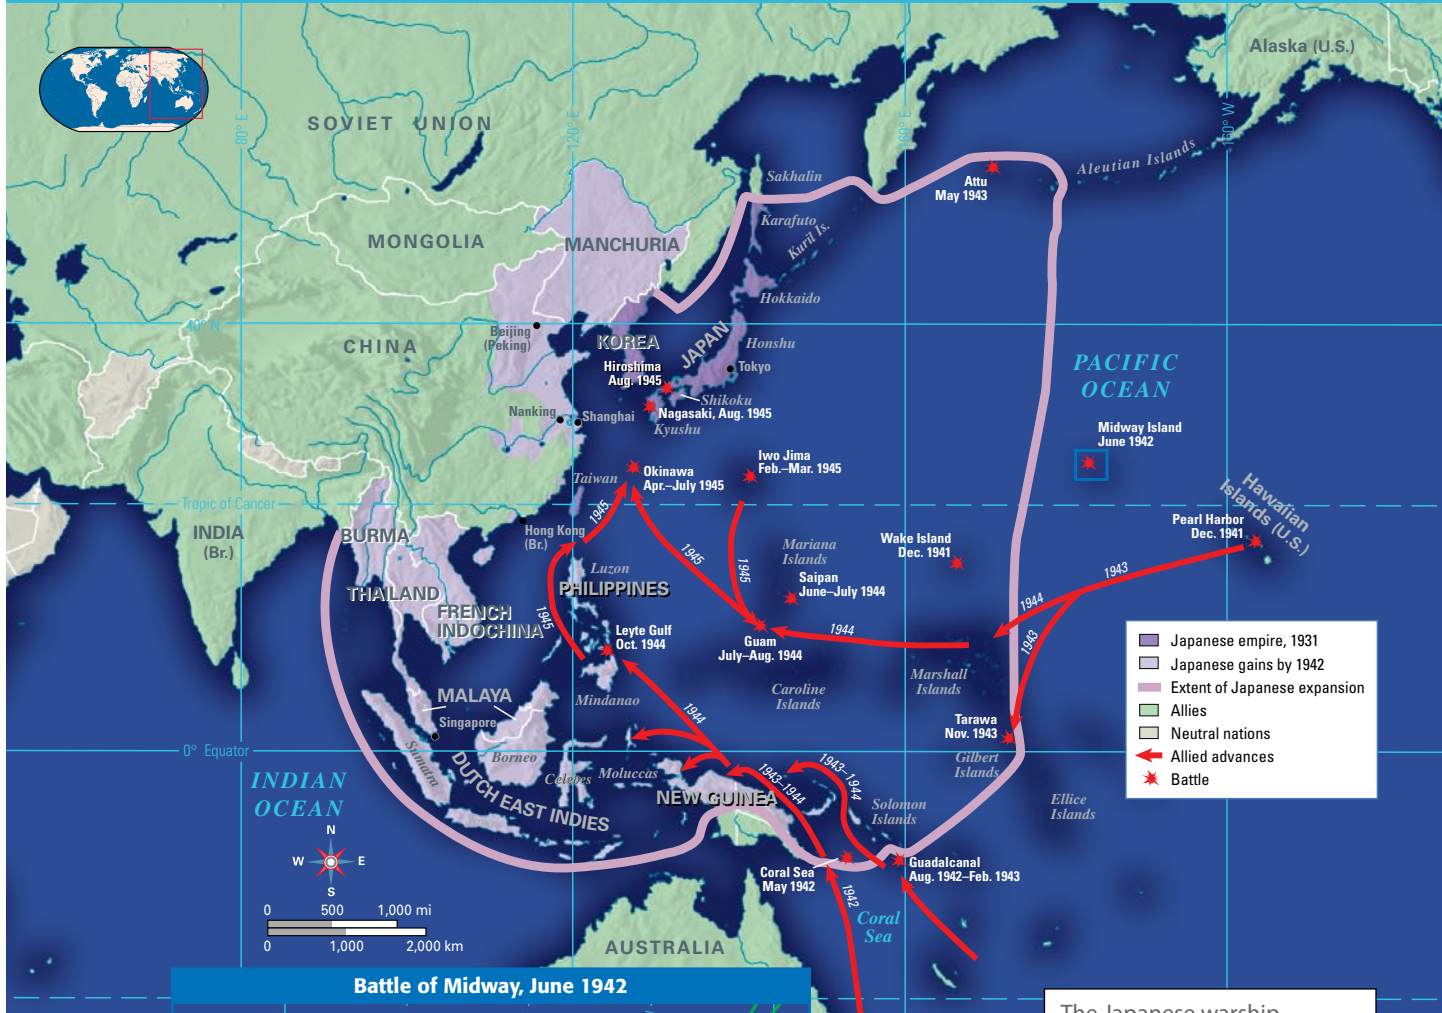 Alaska (U.S.)
SOVIET UNION
80° E
120° E
160° E
160° W
Aleutian Islands
Sakhalin
Attu
May 1943
Karafuto
Kuril Is.
MONGOLIA
MANCHURIA
Hokkaido
40° N
Beijing
(Peking)
CHINA
KOREA
JAPAN
Honshu
Hiroshima
Aug. 1945
Tokyo
PACIFIC
OCEAN
Shikoku
Nanking
Shanghai
Nagasaki, Aug. 1945
Kyushu
Midway Island
June 1942
Iwo Jima
Feb.–Mar. 1945
Okinawa
Apr.–July 1945
Taiwan
Hawaiian
Islands (U.S.)
Tropic of Cancer
1945
INDIA
(Br.)
BURMA
Hong Kong
(Br.)
Pearl Harbor
Dec. 1941
Wake Island
Dec. 1941
Mariana
Islands
1945
1945
Luzon
PHILIPPINES
Saipan
June–July 1944
1943
THAILAND
FRENCH
INDOCHINA
1945
Leyte Gulf
Oct. 1944
Guam
July–Aug. 1944
1944
1944
1943
Japanese empire, 1931
Japanese gains by 1942
Extent of Japanese expansion
Allies
Neutral nations
Allied advances
Battle
Marshall
Islands
Caroline
Islands
MALAYA
Mindanao
Singapore
1944
Tarawa
Nov. 1943
0° Equator
Gilbert
Islands
Sumatra
Borneo
Celebes
Moluccas
1943–1944
1943–1944
INDIAN
OCEAN
DUTCH EAST INDIES
NEW GUINEA
Solomon
Islands
Ellice
Islands
N
W
E
S
Coral Sea
May 1942
Guadalcanal
Aug. 1942–Feb. 1943
1942
0 500 1,000 mi
0 1,000 2,000 km
Coral
Sea
AUSTRALIA
Battle of Midway, June 1942
The Japanese warship